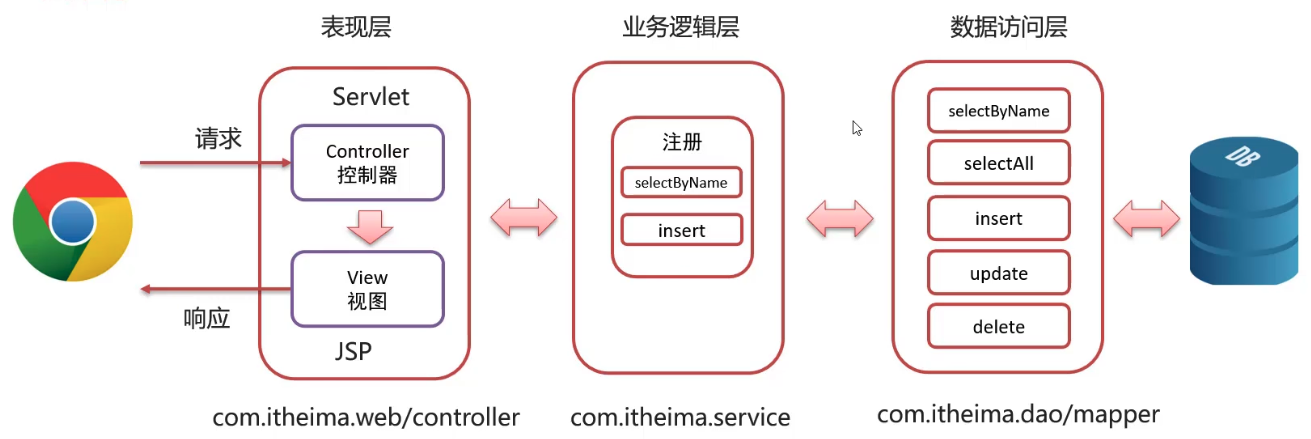 表现层
业务逻辑层
数据访问层
Servlet
请求
Controller
控制器
View
视图
响应
JSP
注册
selectByName
insert
selectByName
selectAll
insert
update
delete
DB
com.itheima.web/controller
com.itheima.service
com.itheima.dao/mapper